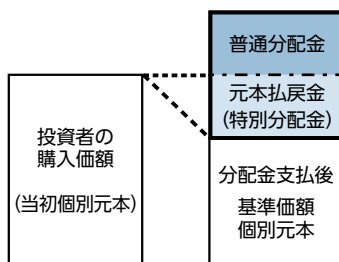 投資者の
購入価額
(当初個別元本)
普通分配金
元本払戻金
(特別分配金)
分配金支払後
基準価額
個別元本